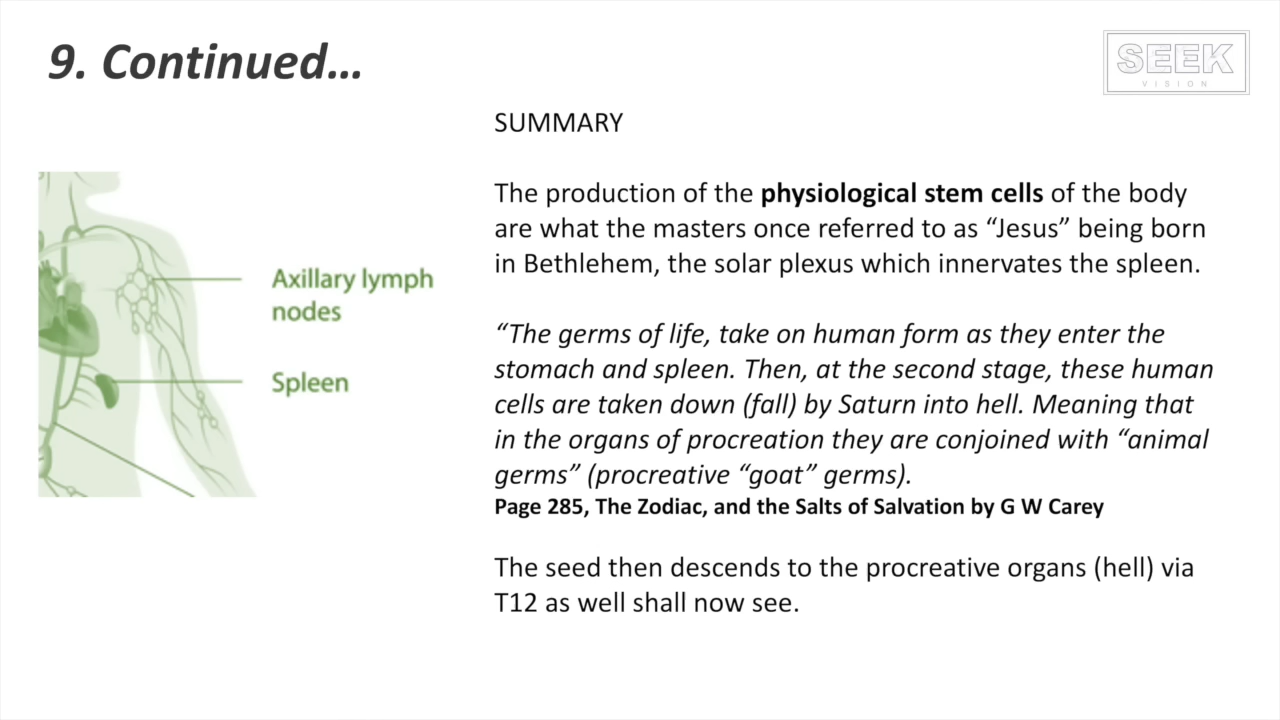 9. Continued...
SEEK
VISION
SUMMARY
The production of the physiological stem cells of the body
are what the masters once referred to as “Jesus” being born
in Bethlehem, the solar plexus which innervates the spleen.
Axillary lymph
nodes
Spleen
“The germs of life, take on human form as they enter the
stomach and spleen. Then, at the second stage, these human
cells are taken down (fall) by Saturn into hell. Meaning that
in the organs of procreation they are conjoined with “animal
germs” (procreative “goat” germs).
Page 285, The Zodiac, and the Salts of Salvation by G W Carey
The seed then descends to the procreative organs (hell) via
T12 as well shall now see.